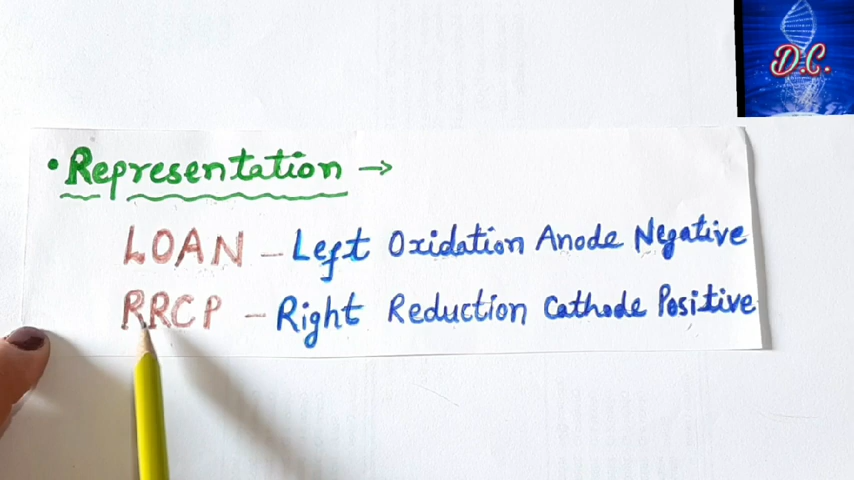 D.C.
• Representation →
LOAN – Left Oxidation Anode Negative
RRCP – Right Reduction Cathode Positive